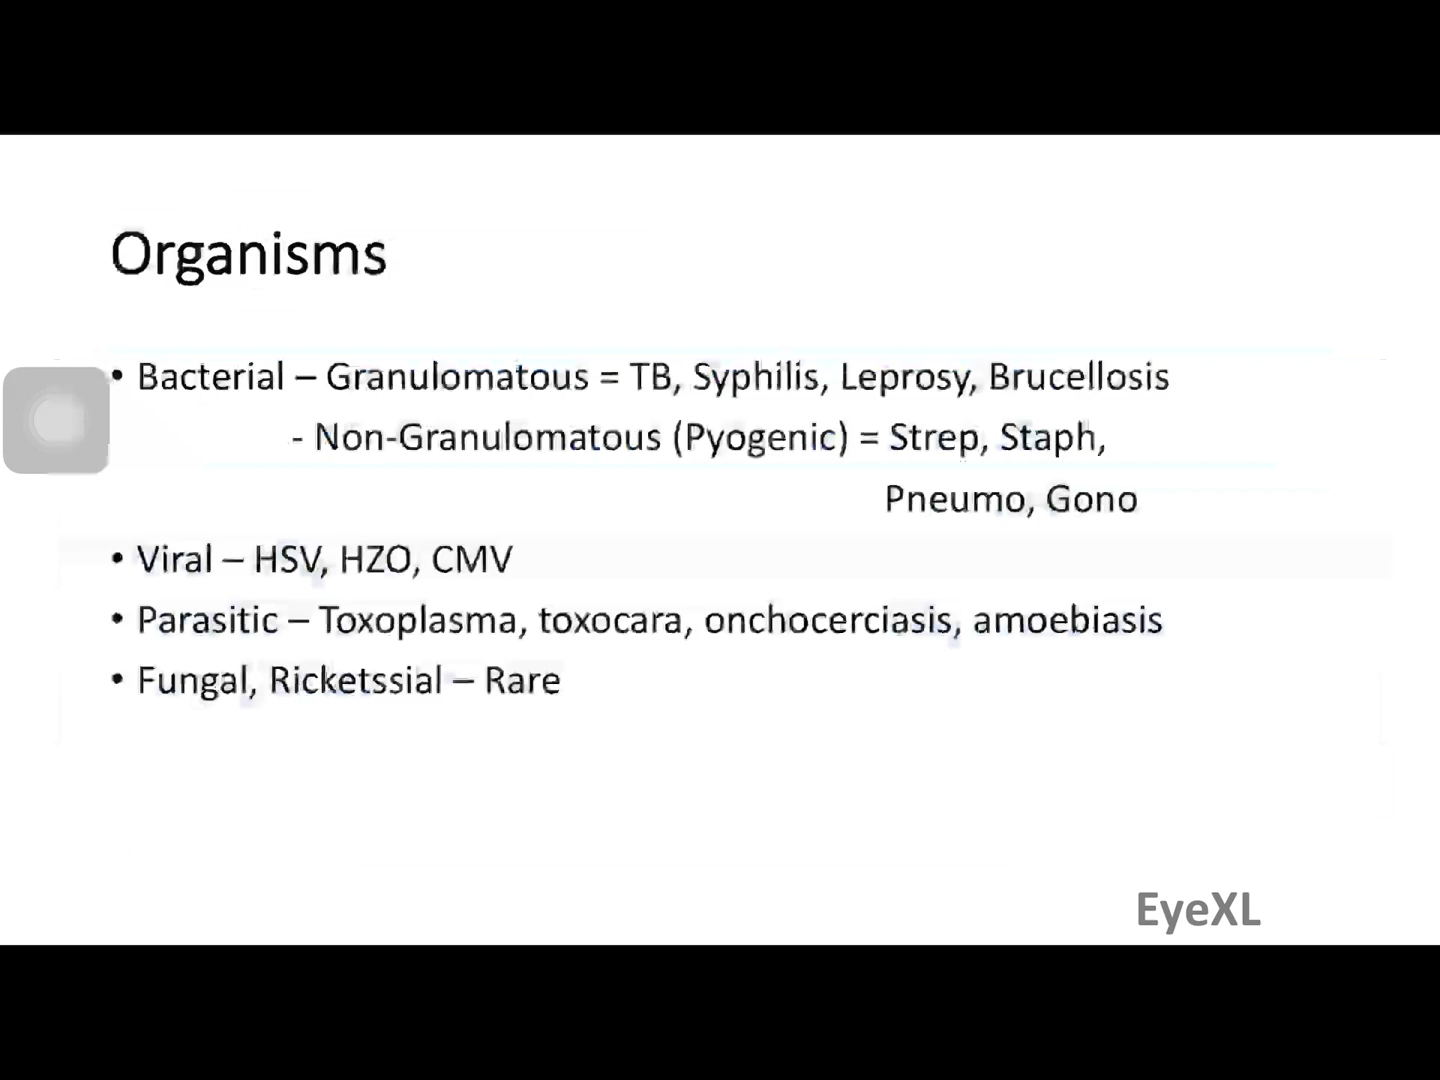 Organisms
• Bacterial – Granulomatous = TB, Syphilis, Leprosy, Brucellosis
- Non-Granulomatous (Pyogenic) = Strep, Staph,
Pneumo, Gono
• Viral – HSV, HZO, CMV
• Parasitic – Toxoplasma, toxocara, onchocerciasis, amoebiasis
• Fungal, Ricketssial – Rare
EyeXL